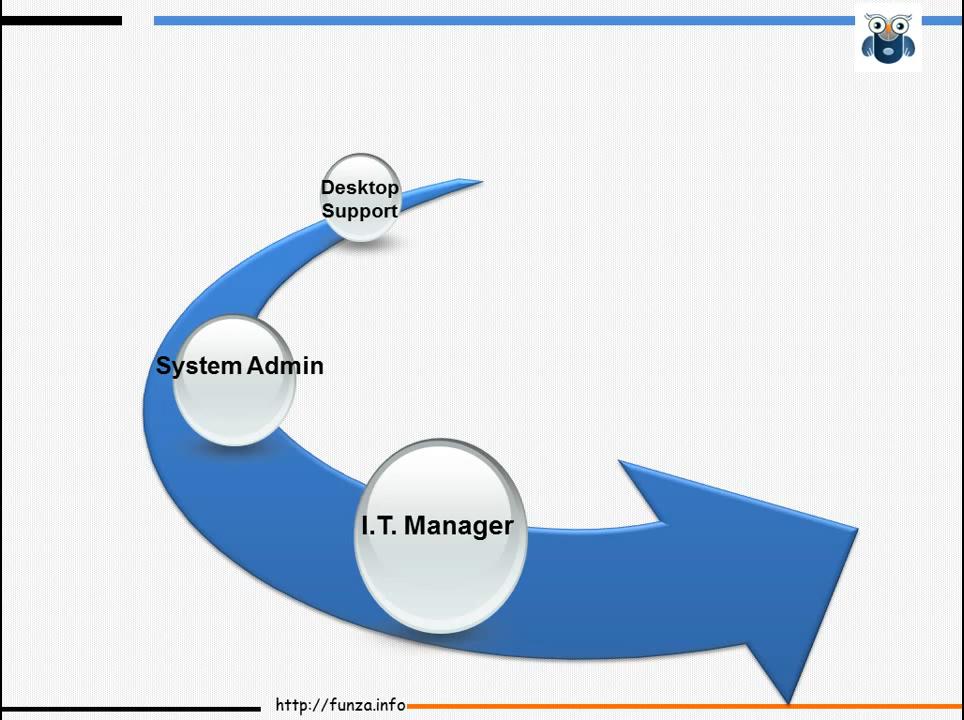 Desktop
Support
System Admin
I.T. Manager
http://funza.info